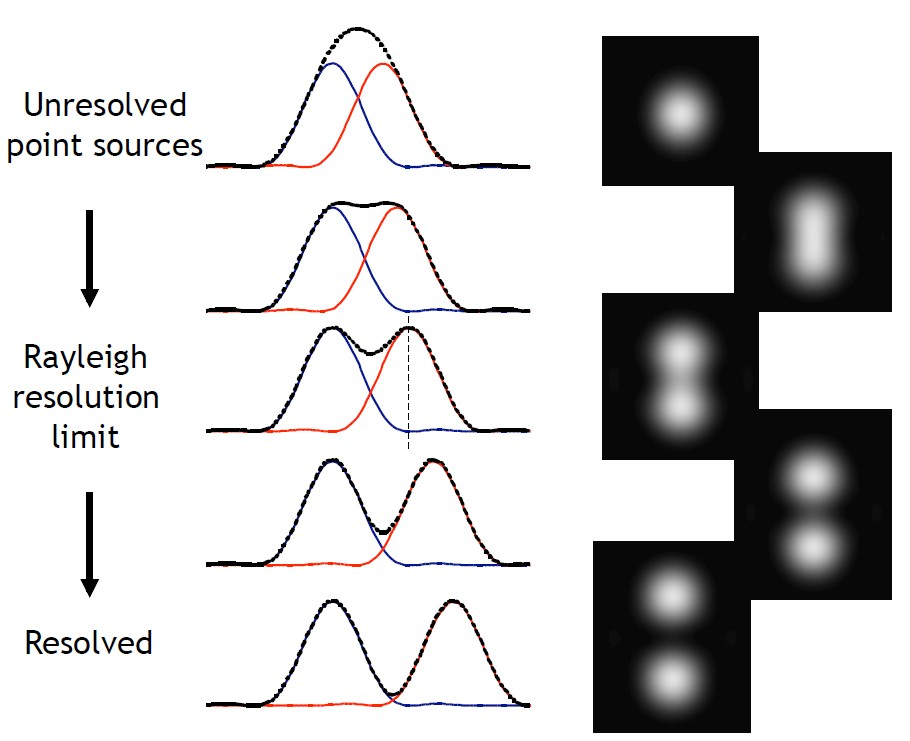 Unresolved
point sources
Rayleigh
resolution
limit
Resolved